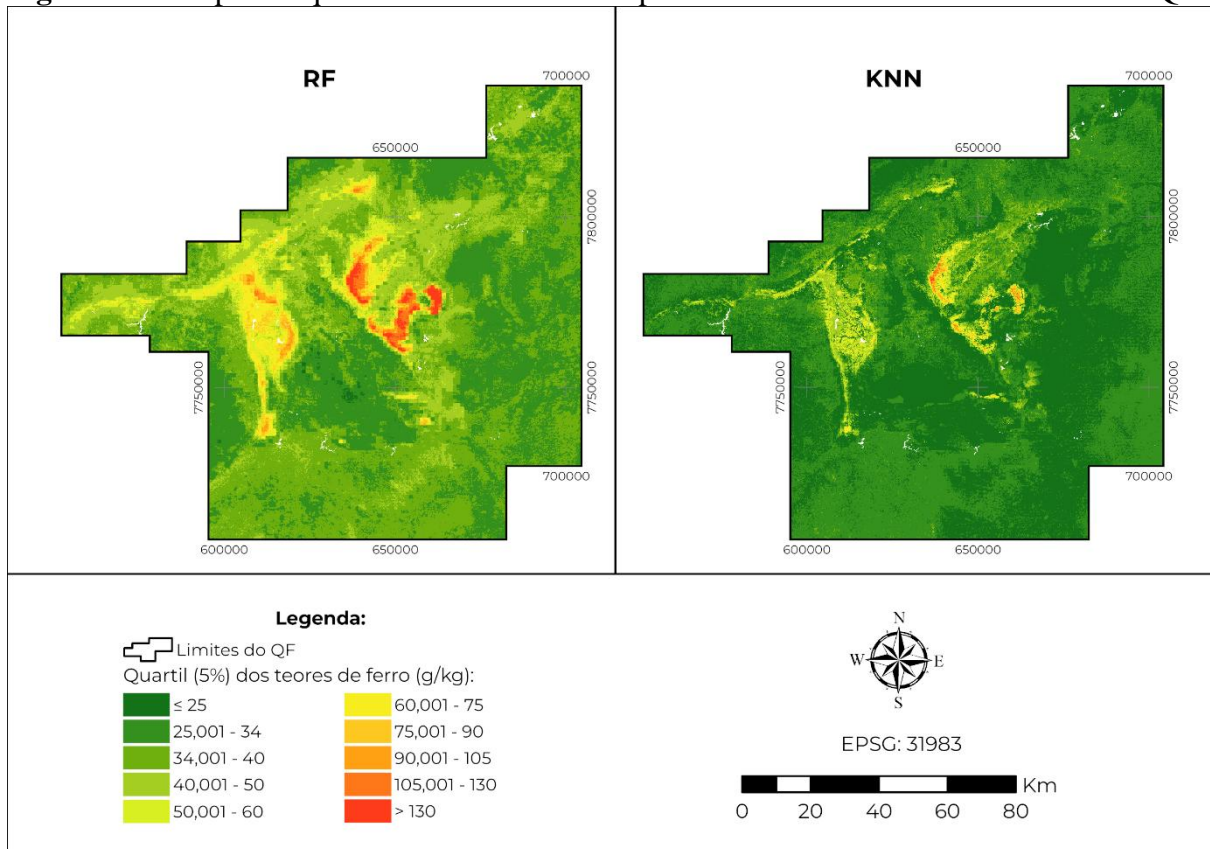 RF
700000
650000
7800000
7750000
7750000
700000
600000
650000
KNN
700000
650000
7800000
7750000
7750000
700000
600000
650000
Legenda:
Limites do QF
Quartil (5%) dos teores de ferro (g/kg):
≤ 25
25,001 - 34
34,001 - 40
40,001 - 50
50,001 - 60
60,001 - 75
75,001 - 90
90,001 - 105
105,001 - 130
> 130
N
W E
S
EPSG: 31983
Km
0 20 40 60 80